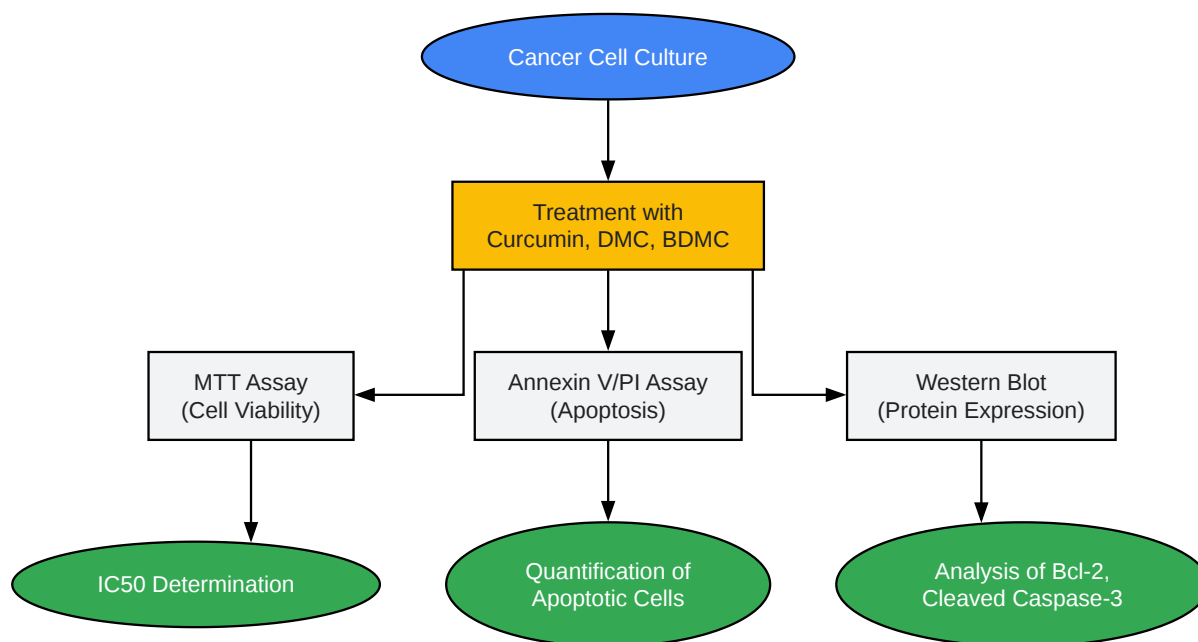 Cancer Cell Culture
Treatment with
Curcumin, DMC, BDMC
MTT Assay
(Cell Viability)
Annexin V/PI Assay
(Apoptosis)
Western Blot
(Protein Expression)
IC50 Determination
Quantification of
Apoptotic Cells
Analysis of Bcl-2,
Cleaved Caspase-3